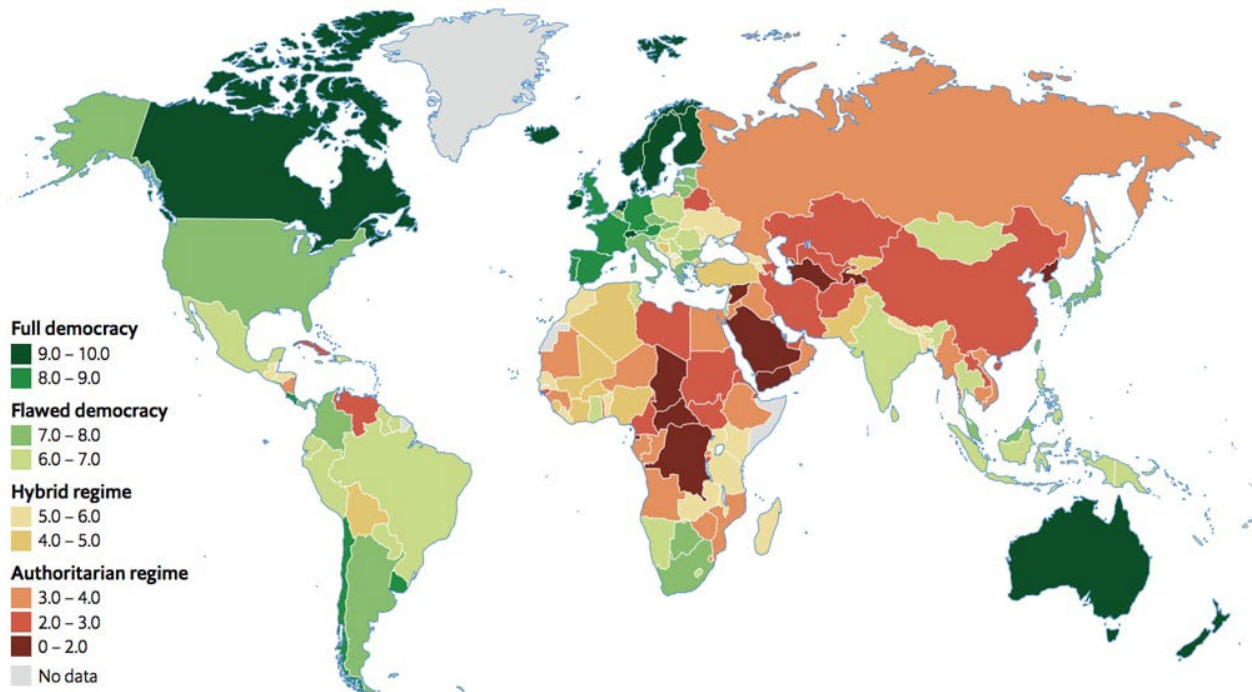 Full democracy
9.0 – 10.0
8.0 – 9.0
Flawed democracy
7.0 – 8.0
6.0 – 7.0
Hybrid regime
5.0 – 6.0
4.0 – 5.0
Authoritarian regime
3.0 – 4.0
2.0 – 3.0
0 – 2.0
No data